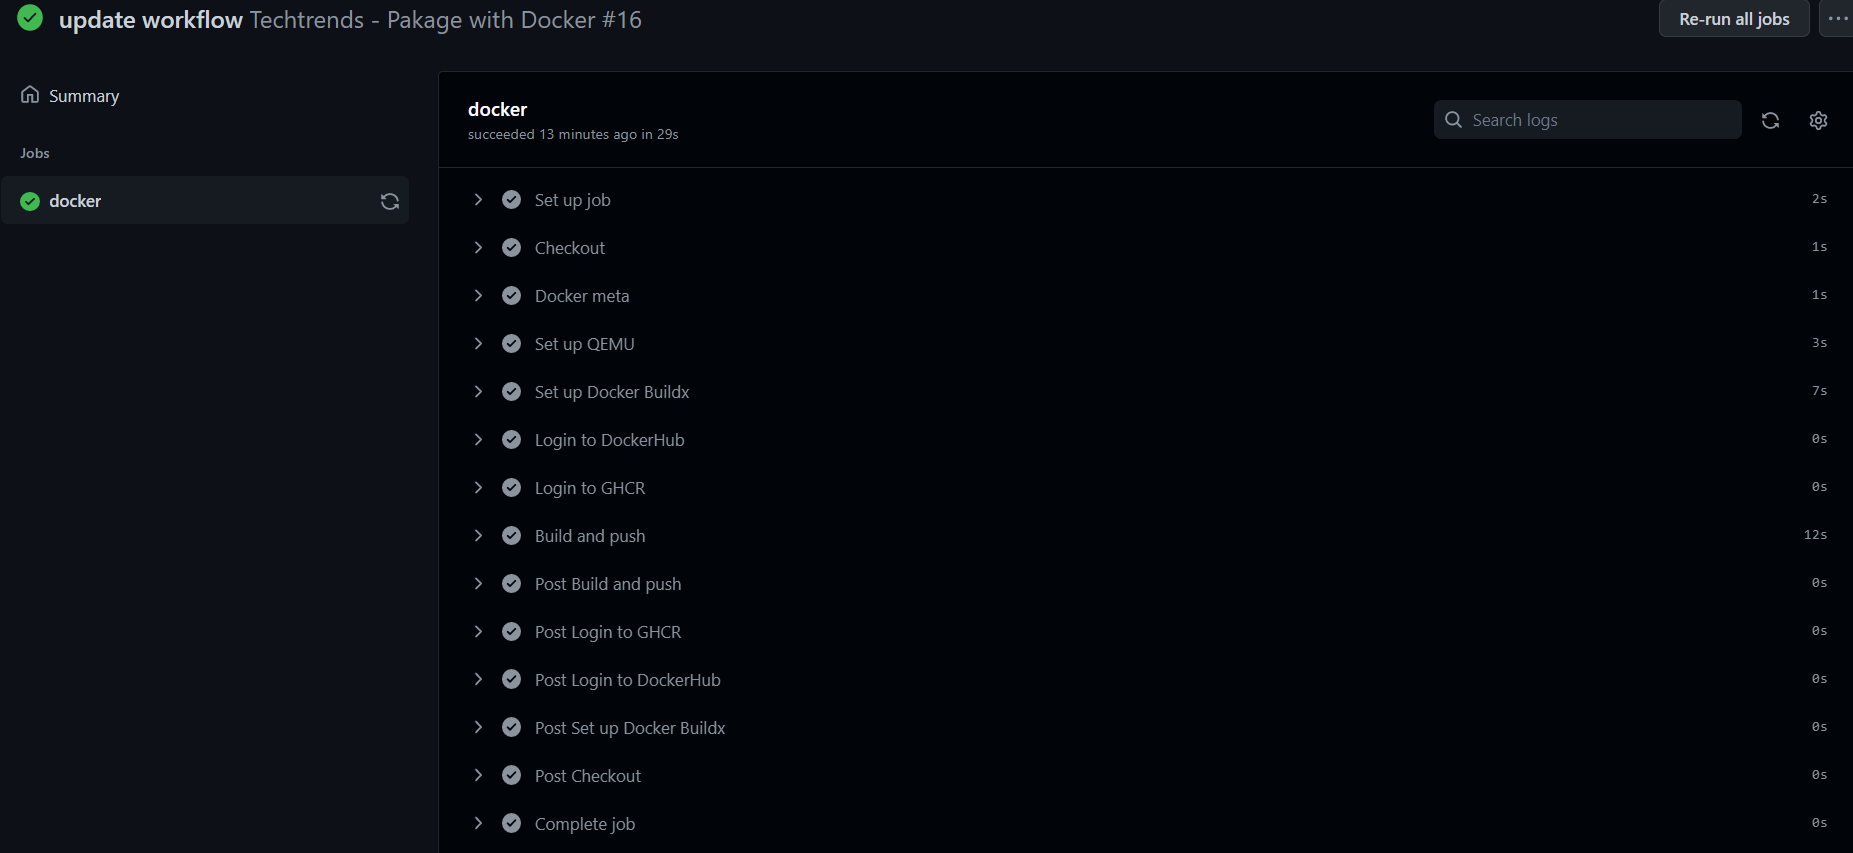 update workflow Techtrends - Pakage with Docker #16
Re-run all jobs
Summary
Jobs
docker
docker
succeeded 13 minutes ago in 29s
Search logs
Set up job 2s
Checkout 1s
Docker meta 1s
Set up QEMU 3s
Set up Docker Buildx 7s
Login to DockerHub 0s
Login to GHCR 0s
Build and push 12s
Post Build and push 0s
Post Login to GHCR 0s
Post Login to DockerHub 0s
Post Set up Docker Buildx 0s
Post Checkout 0s
Complete job 0s